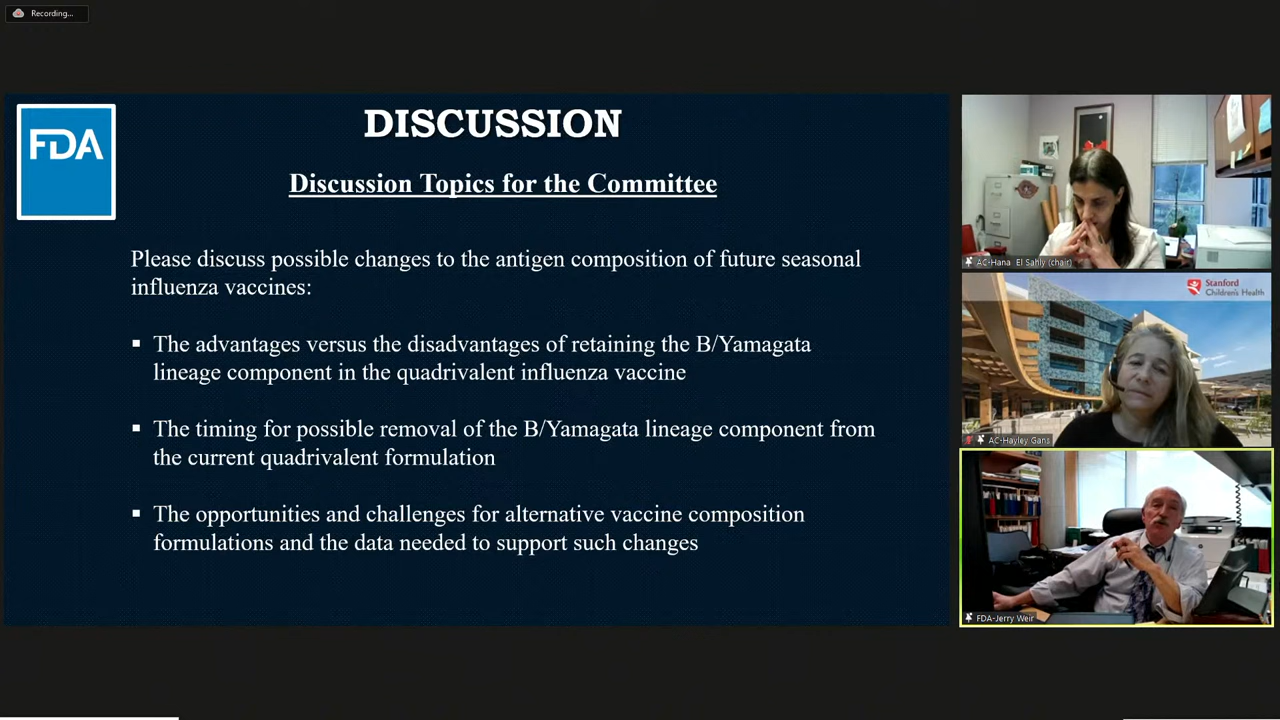 Recording...
FDA
DISCUSSION
Discussion Topics for the Committee
Please discuss possible changes to the antigen composition of future seasonal
influenza vaccines:
▪ The advantages versus the disadvantages of retaining the B/Yamagata
lineage component in the quadrivalent influenza vaccine
▪ The timing for possible removal of the B/Yamagata lineage component from
the current quadrivalent formulation
▪ The opportunities and challenges for alternative vaccine composition
formulations and the data needed to support such changes
AC-Hana El Sahly (chair)
Stanford
Children's Health
AC-Hayley Gans
FDA-Jerry Weir